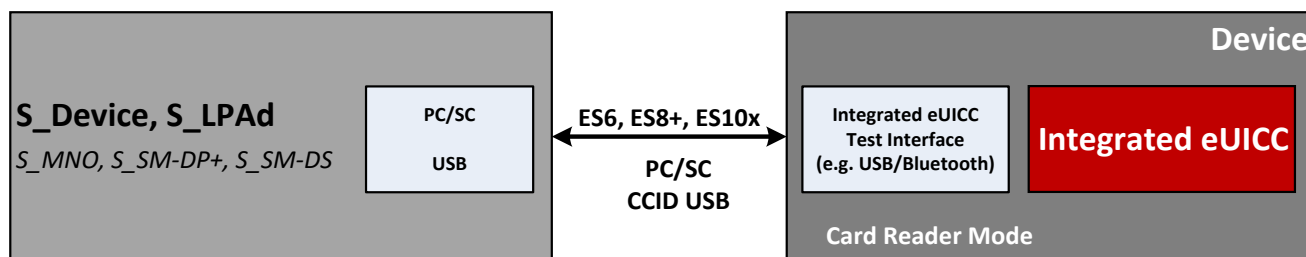 S_Device, S_LPAd
S_MNO, S_SM-DP+, S_SM-DS
PC/SC
USB
ES6, ES8+, ES10x
PC/SC
CCID USB
Device
Integrated eUICC
Test Interface
(e.g. USB/Bluetooth)
Integrated eUICC
Card Reader Mode